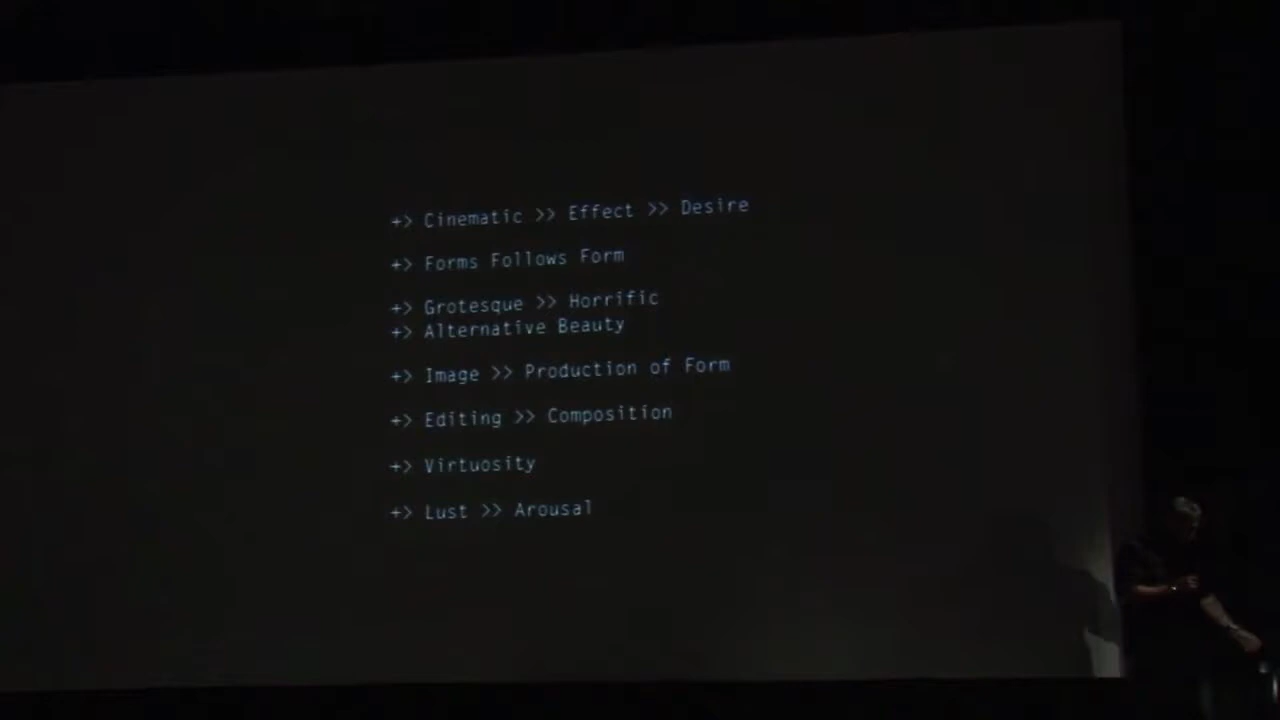 +> Cinematic >> Effect >> Desire
+> Forms Follows Form
+> Grotesque >> Horrific
+> Alternative Beauty
+> Image >> Production of Form
+> Editing >> Composition
+> Virtuosity
+> Lust >> Arousal